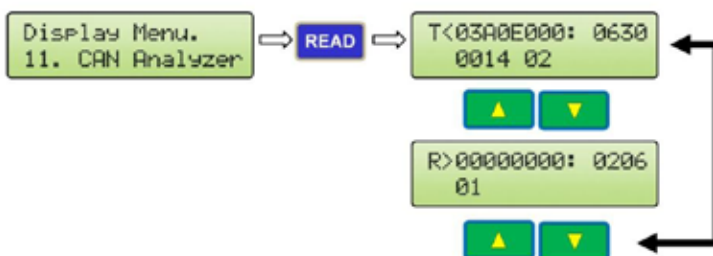 Display Menu.
11. CAN Analyzer
READ
T<03A0E000: 0630
0014 02
R>00000000: 0206
01